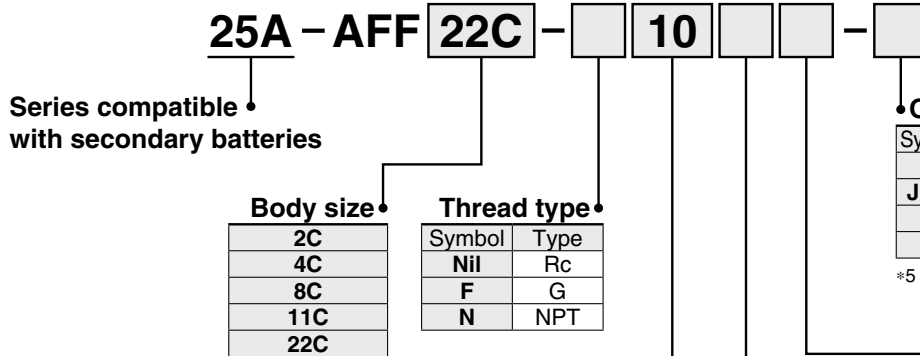 25A – AFF 22C – 10 –
Series compatible
with secondary batteries
Body size
2C
4C
8C
11C
22C
Thread type
Symbol Type
Nil Rc
F G
N NPT
J
*5